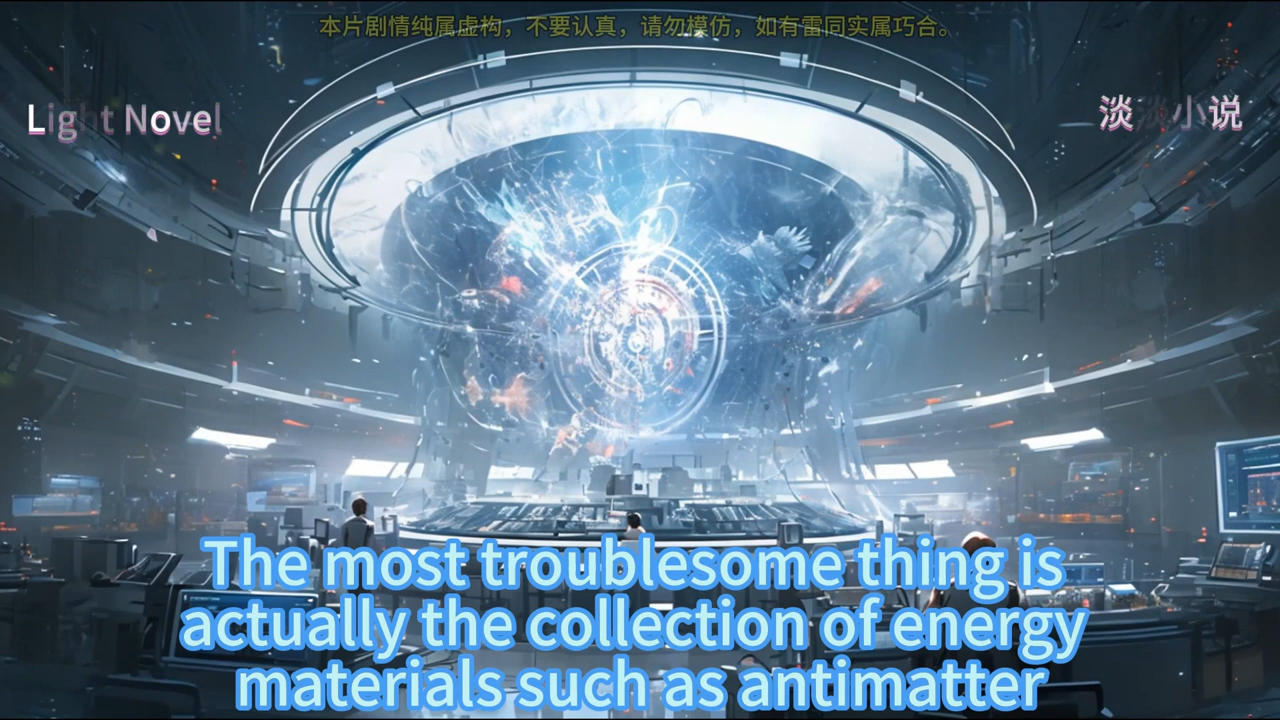 本片剧情纯属虚构，不要认真，请勿模仿，如有雷同实属巧合。
Light Novel
淡淡小说
The most troublesome thing is
actually the collection of energy
materials such as antimatter